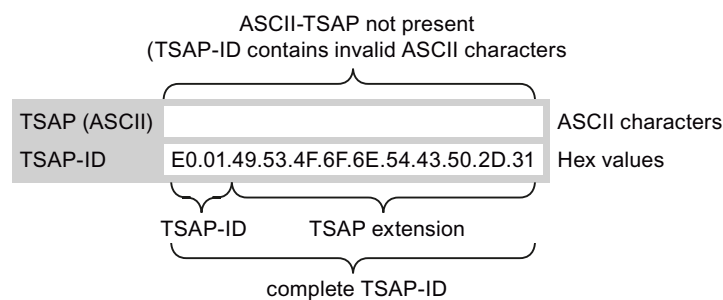 ASCII-TSAP not present
(TSAP-ID contains invalid ASCII characters
TSAP (ASCII) ASCII characters
TSAP-ID E0.01.49.53.4F.6F.6E.54.43.50.2D.31 Hex values
TSAP-ID TSAP extension
complete TSAP-ID